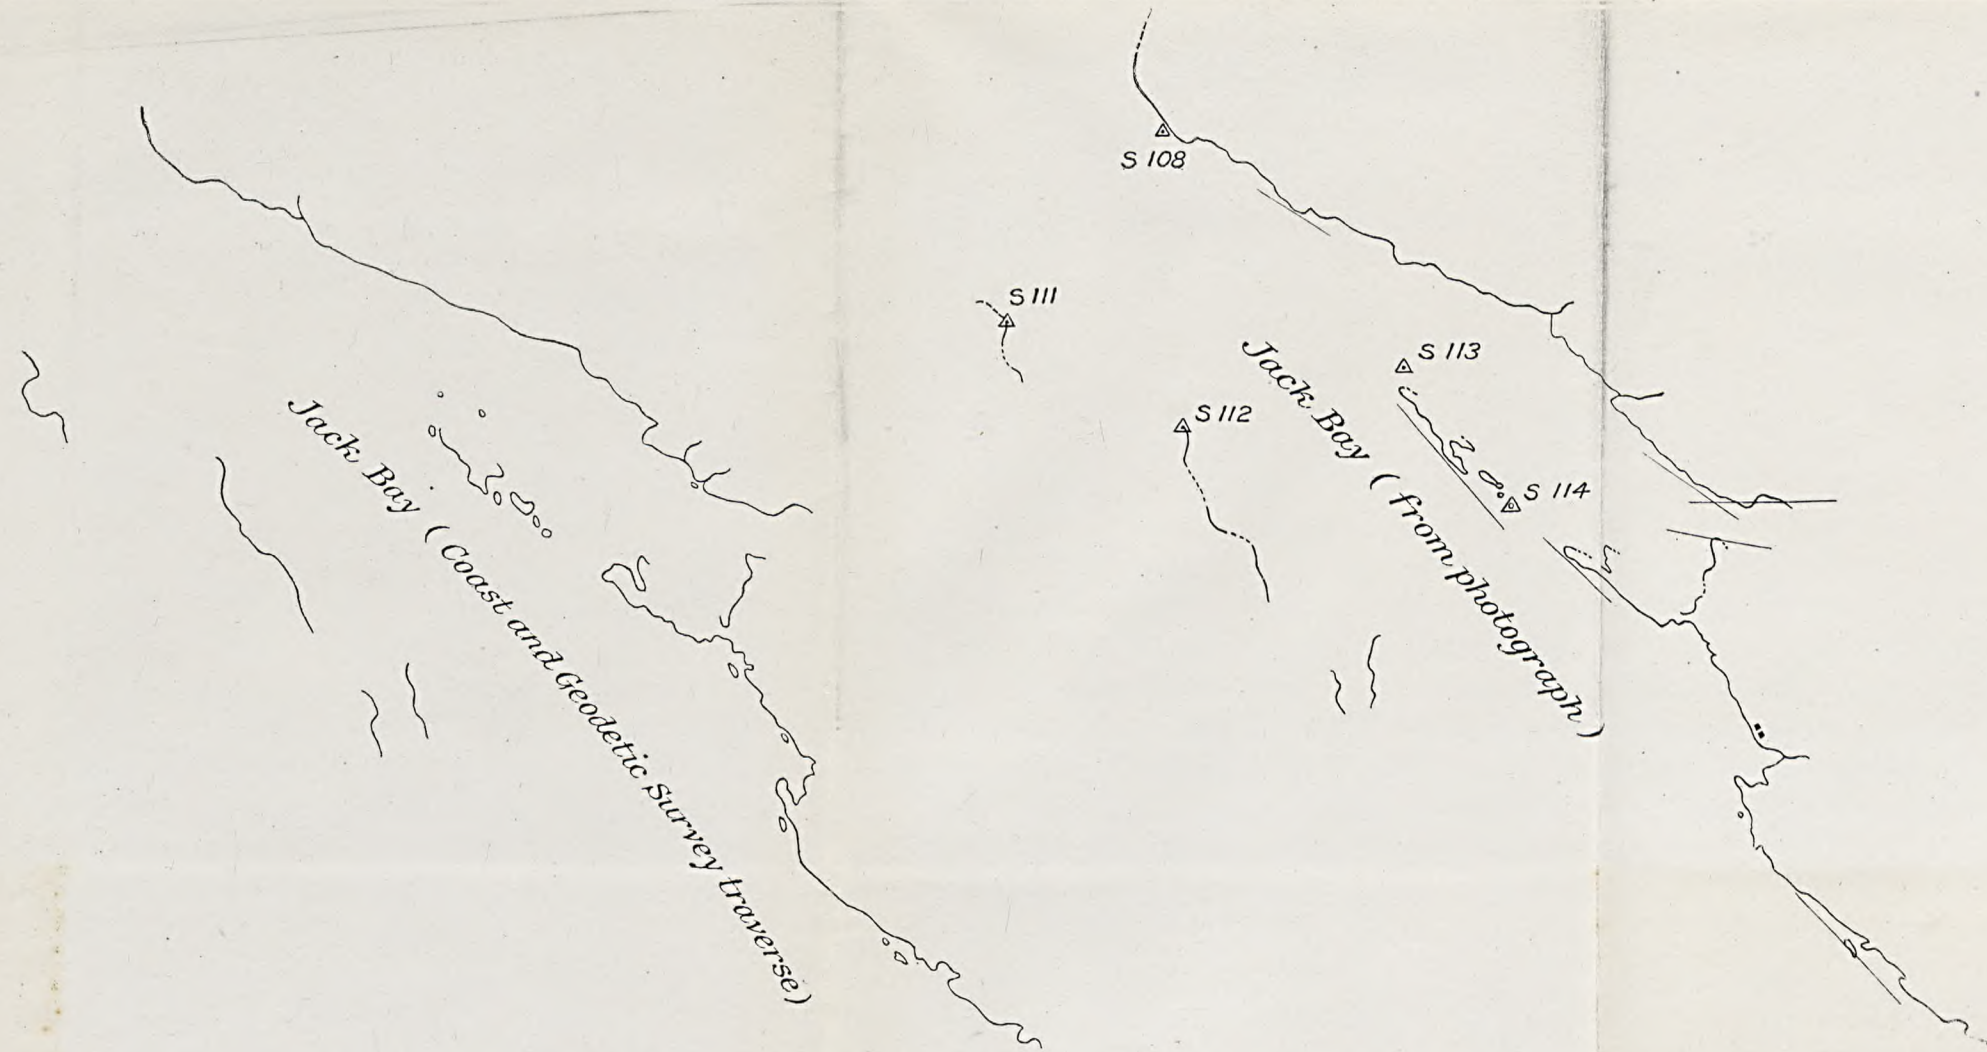 S 108
S 111
S 113
S 112
S 114
Jack Bay (Coast and Geodetic Survey traverse)
Jack Bay (from photograph)